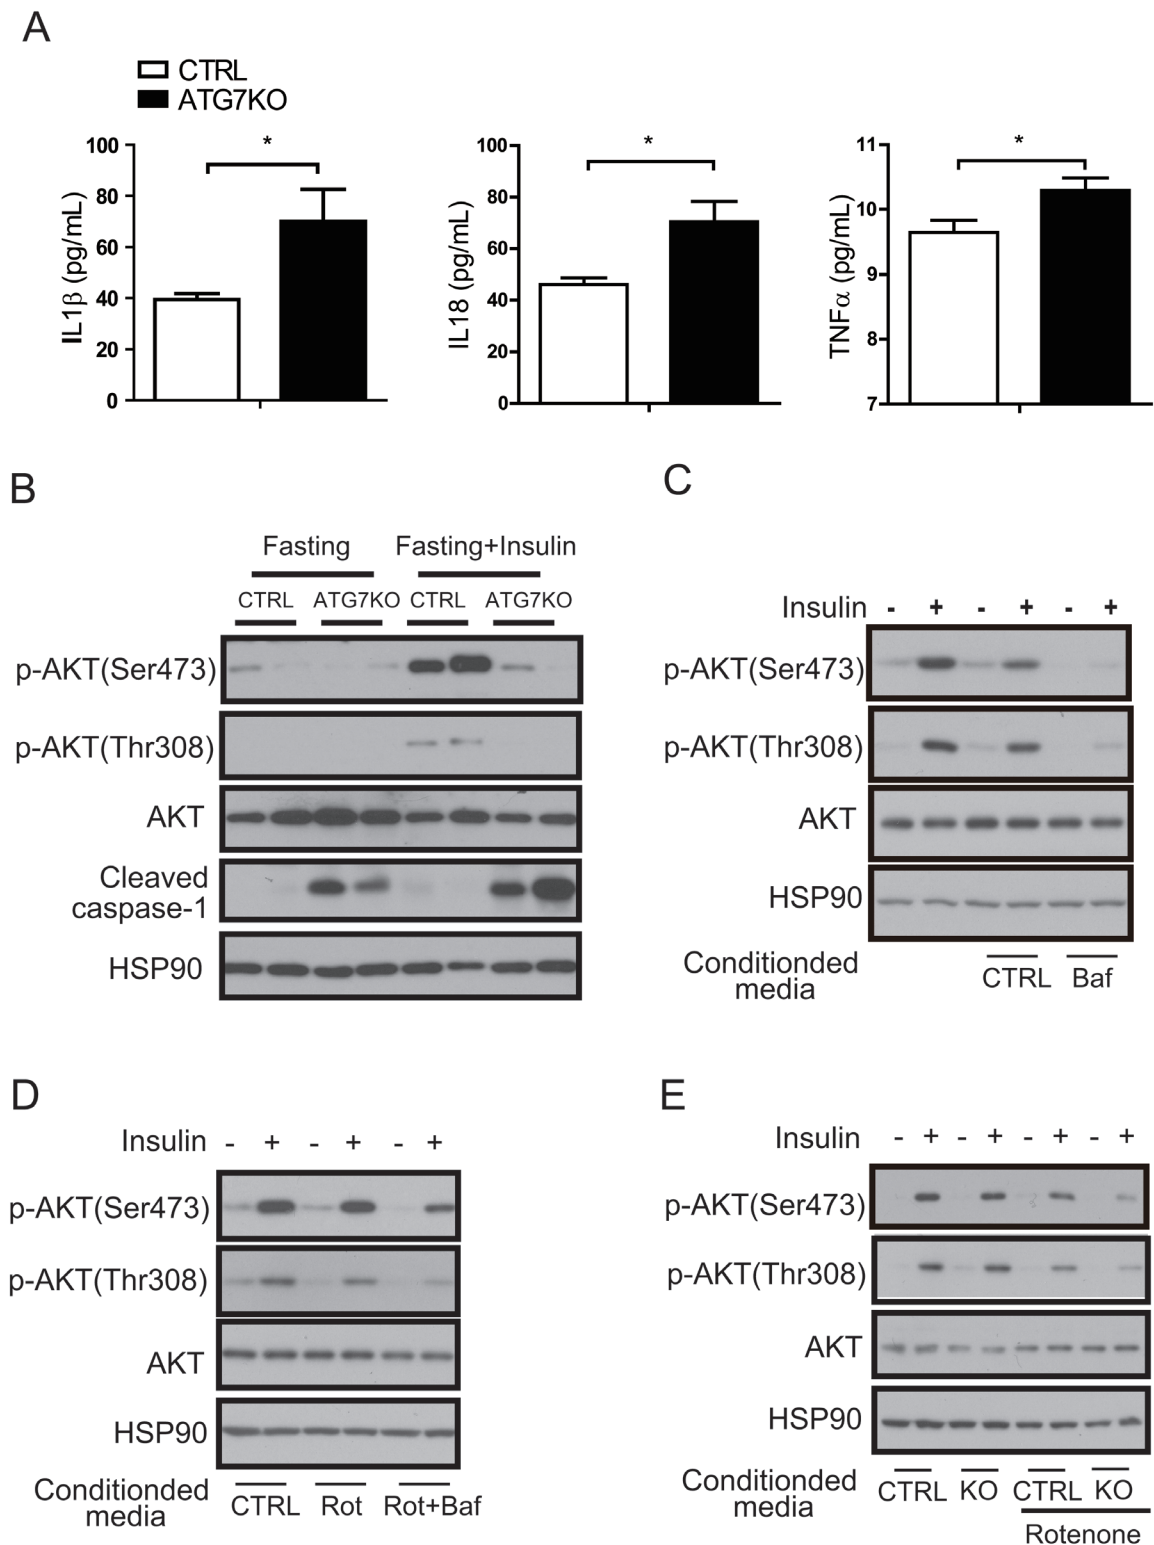 A
CTRL
ATG7KO
100
80
60
40
20
0
IL1β (pg/mL)
*
100
80
60
40
20
0
IL18 (pg/mL)
*
11
10
9
8
7
TNFα (pg/mL)
*
B
Fasting Fasting+Insulin
CTRL ATG7KO CTRL ATG7KO
p-AKT(Ser473)
p-AKT(Thr308)
AKT
Cleaved
caspase-1
HSP90
C
Insulin - + - + - +
p-AKT(Ser473)
p-AKT(Thr308)
AKT
HSP90
Conditionded
media
CTRL Baf
D
Insulin - + - + - +
p-AKT(Ser473)
p-AKT(Thr308)
AKT
HSP90
Conditionded
media
CTRL Rot Rot+Baf
E
Insulin - + - + - + - +
p-AKT(Ser473)
p-AKT(Thr308)
AKT
HSP90
Conditionded
media
CTRL KO CTRL KO
Rotenone